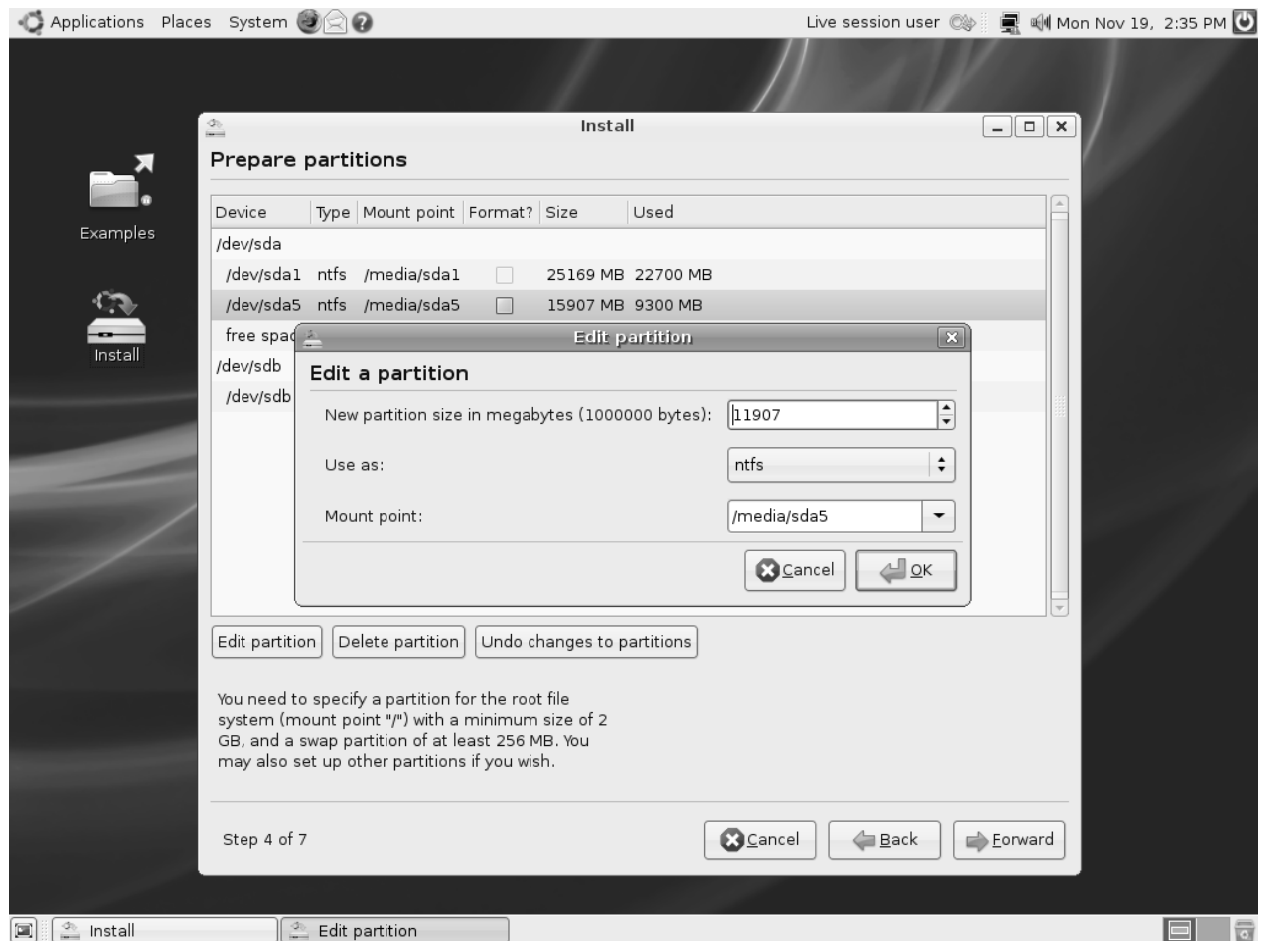 Applications Places System Live session user Mon Nov 19, 2:35 PM
Install
Prepare partitions
Device Type Mount point Format? Size Used
/dev/sda
/dev/sda1 ntfs /media/sda1 25169 MB 22700 MB
/dev/sda5 ntfs /media/sda5 15907 MB 9300 MB
free spac
/dev/sdb
/dev/sdb
Examples
Install
Edit partition
Edit a partition
New partition size in megabytes (1000000 bytes): 11907
Use as: ntfs
Mount point: /media/sda5
Cancel OK
Edit partition Delete partition Undo changes to partitions
You need to specify a partition for the root file
system (mount point "/") with a minimum size of 2
GB, and a swap partition of at least 256 MB. You
may also set up other partitions if you wish.
Step 4 of 7 Cancel Back Forward
Install Edit partition